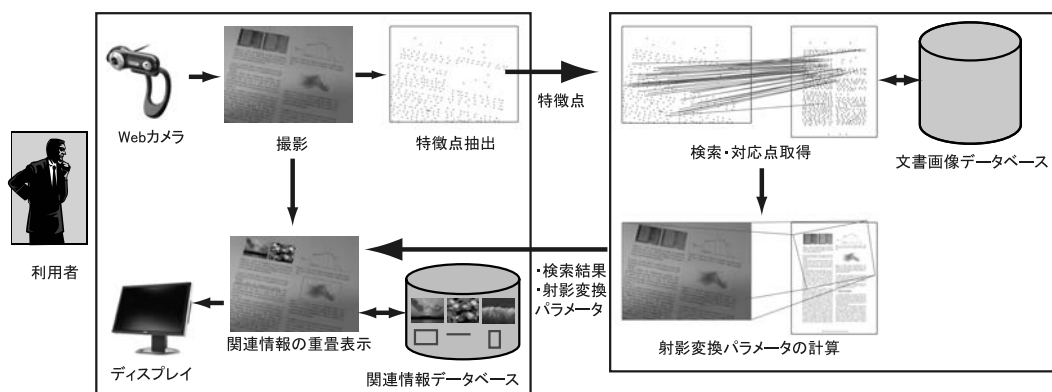 Webカメラ
撮影
特徴点抽出
特徴点
検索・対応点取得
文書画像データベース
利用者
・検索結果
・射影変換
パラメータ
ディスプレイ
関連情報の重畳表示
関連情報データベース
射影変換パラメータの計算